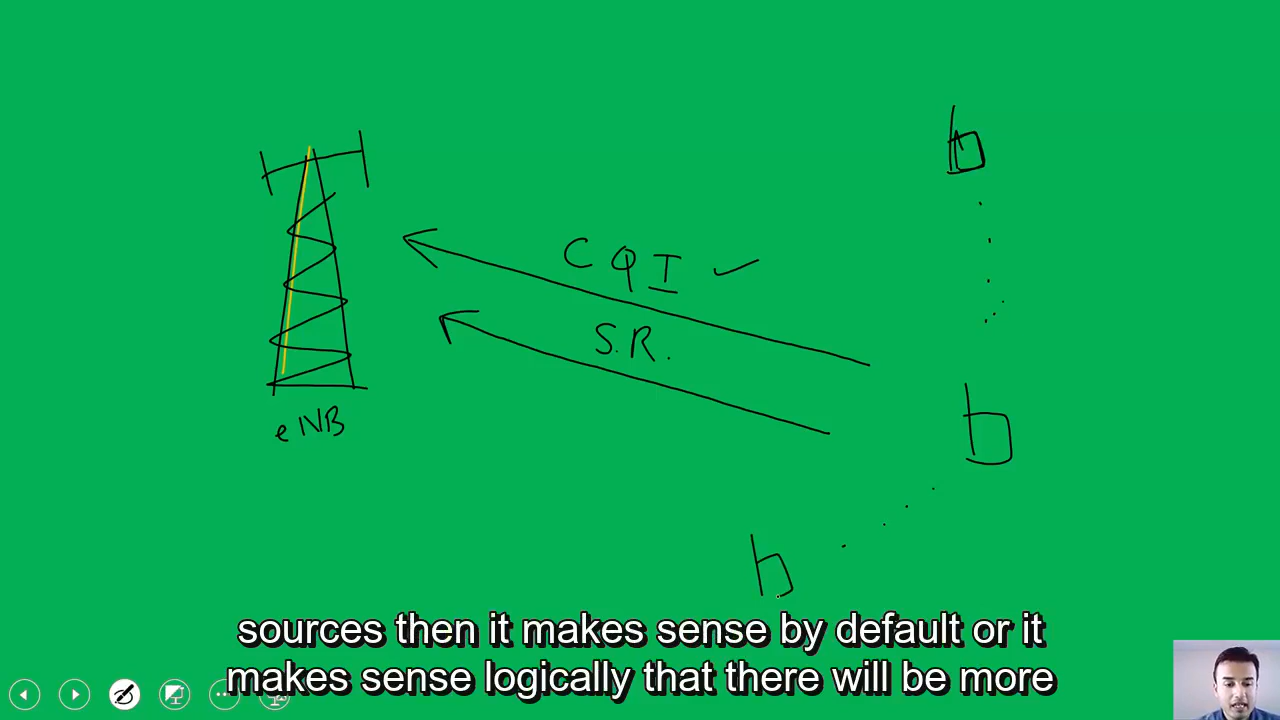 CQI
S.R.
eNB
sources then it makes sense by default or it
makes sense logically that there will be more